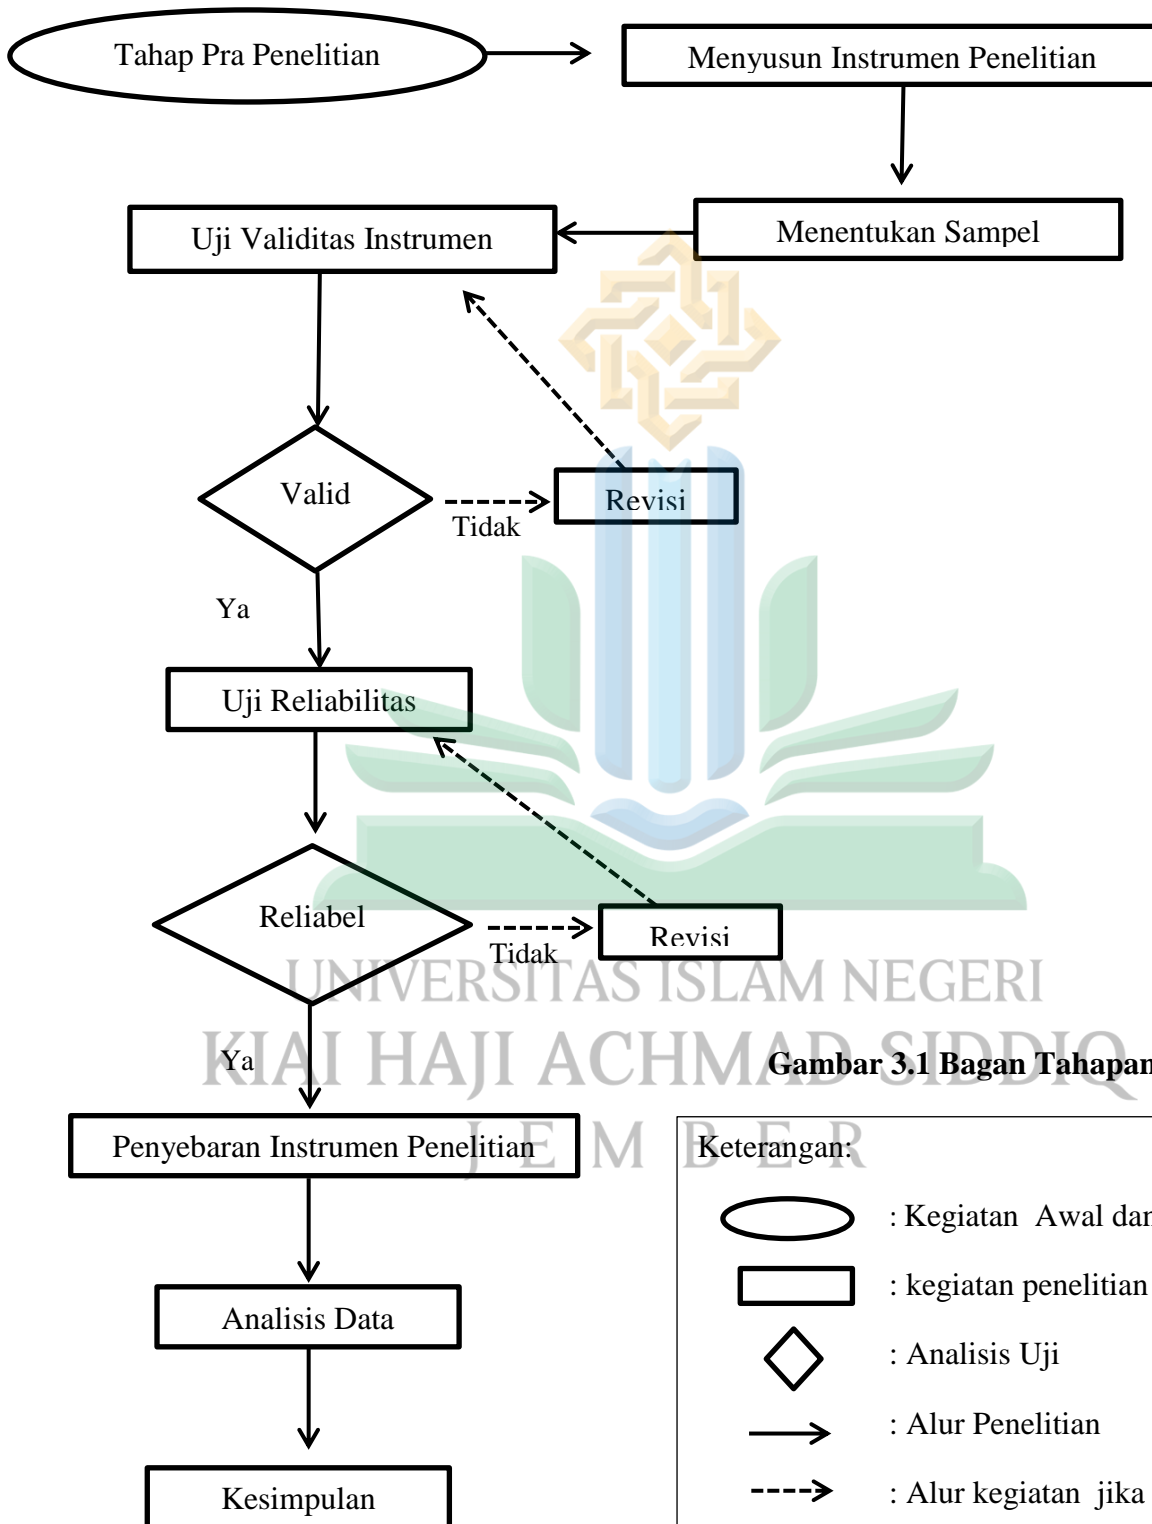 Tahap Pra Penelitian
Menyusun Instrumen Penelitian
Uji Validitas Instrumen
Menentukan Sampel
Valid
Tidak
Revisi
Ya
Uji Reliabilitas
Reliabel
Tidak
Revisi
UNIVERSITAS ISLAM NEGERI
KIAI HAJI ACHMAD SIDDIQ
JEMBER
Ya
Gambar 3.1 Bagan Tahapan
Penyebaran Instrumen Penelitian
Analisis Data
Kesimpulan
Keterangan:
: Kegiatan Awal dan
: kegiatan penelitian
: Analisis Uji
: Alur Penelitian
: Alur kegiatan jika